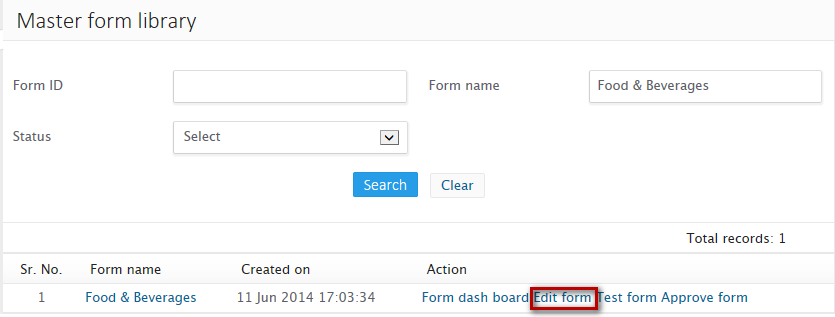 Master form library
Form ID Form name Food & Beverages
Status Select
Search Clear
Total records: 1
Sr. No. Form name Created on Action
1 Food & Beverages 11 Jun 2014 17:03:34 Form dash board Edit form Test form Approve form